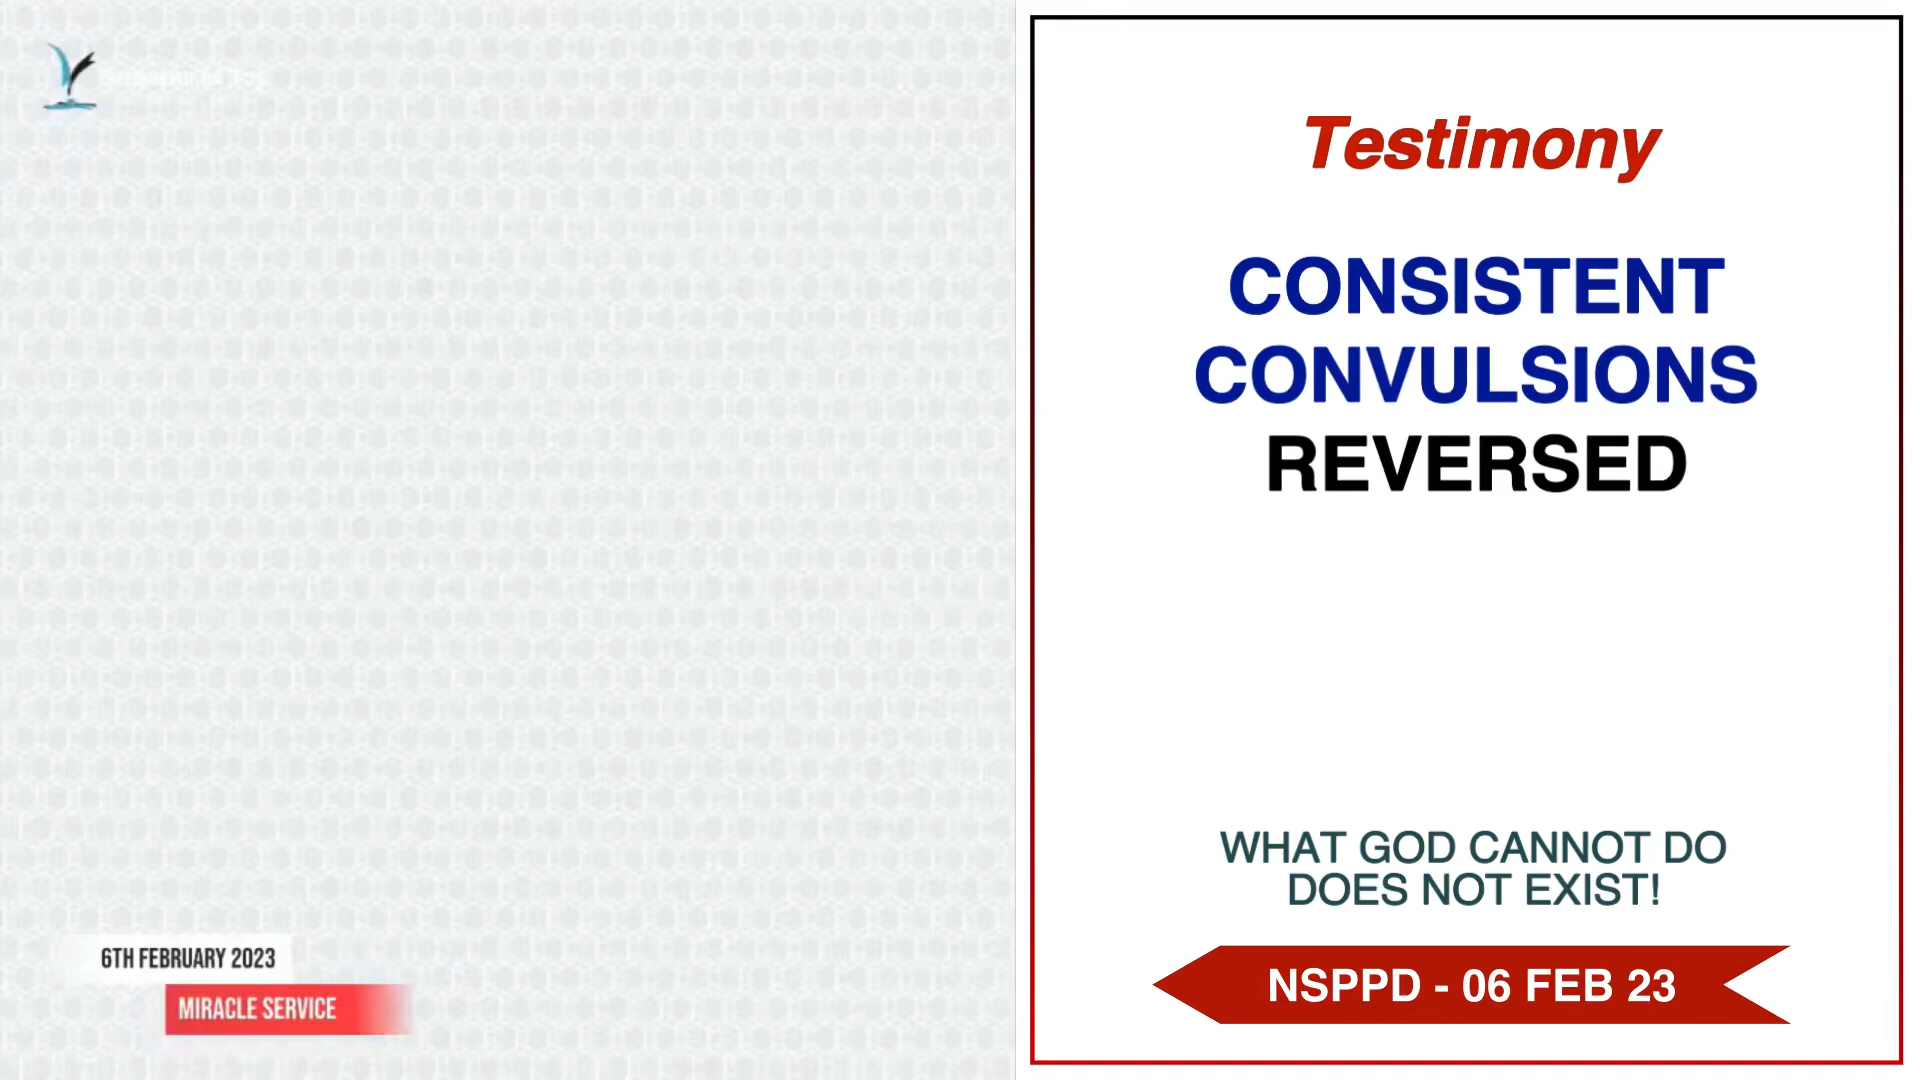 6TH FEBRUARY 2023
MIRACLE SERVICE
Testimony
CONSISTENT
CONVULSIONS
REVERSED
WHAT GOD CANNOT DO
DOES NOT EXIST!
NSPPD - 06 FEB 23